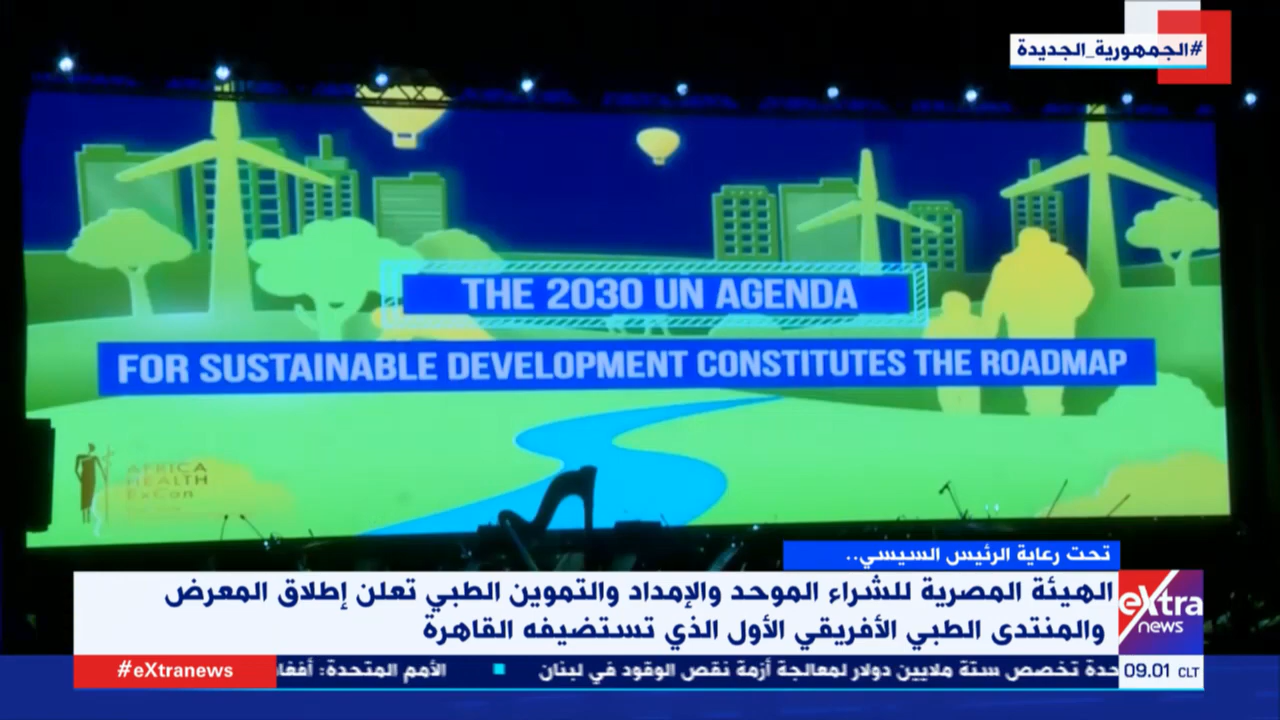 #الجمهورية_الجديدة
THE 2030 UN AGENDA
FOR SUSTAINABLE DEVELOPMENT CONSTITUTES THE ROADMAP
AFRICA
HEALTH
ExCon
تحت رعاية الرئيس السيسي..
الهيئة المصرية للشراء الموحد والإمداد والتموين الطبي تعلن إطلاق المعرض
والمنتدى الطبي الأفريقي الأول الذي تستضيفه القاهرة
eXtra
news
#eXtranews
حدة تخصص ستة ملايين دولار لمعالجة أزمة نقص الوقود في لبنان ■ الأمم المتحدة: أفغا
09.01 CLT